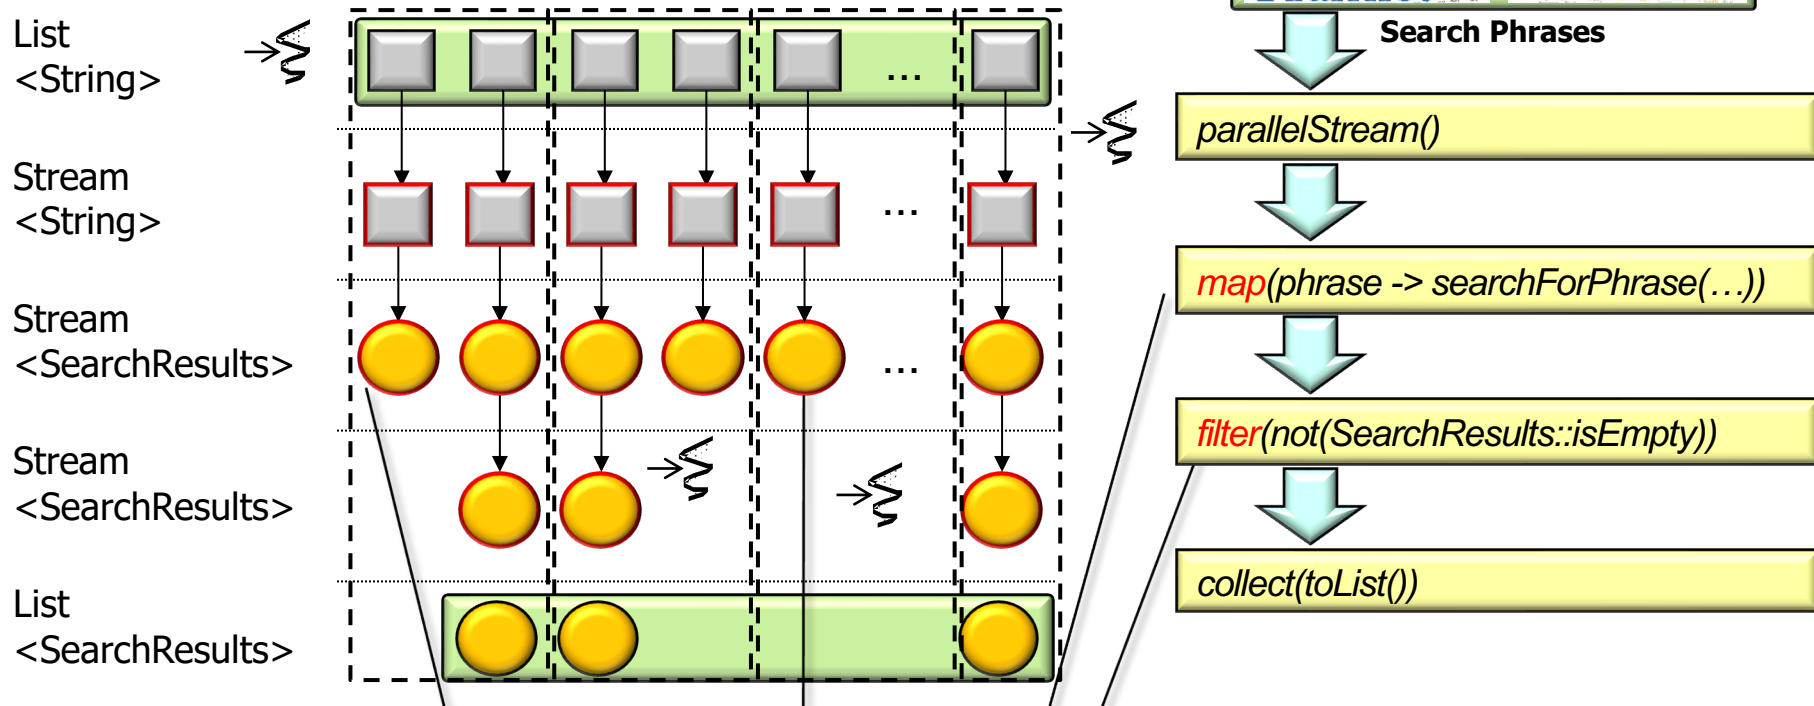 List
<String>
...
Search Phrases
parallelStream()
Stream
<String>
...
map(phrase -> searchForPhrase(…))
Stream
<SearchResults>
...
filter(not(SearchResults::isEmpty))
Stream
<SearchResults>
collect(toList())
List
<SearchResults>